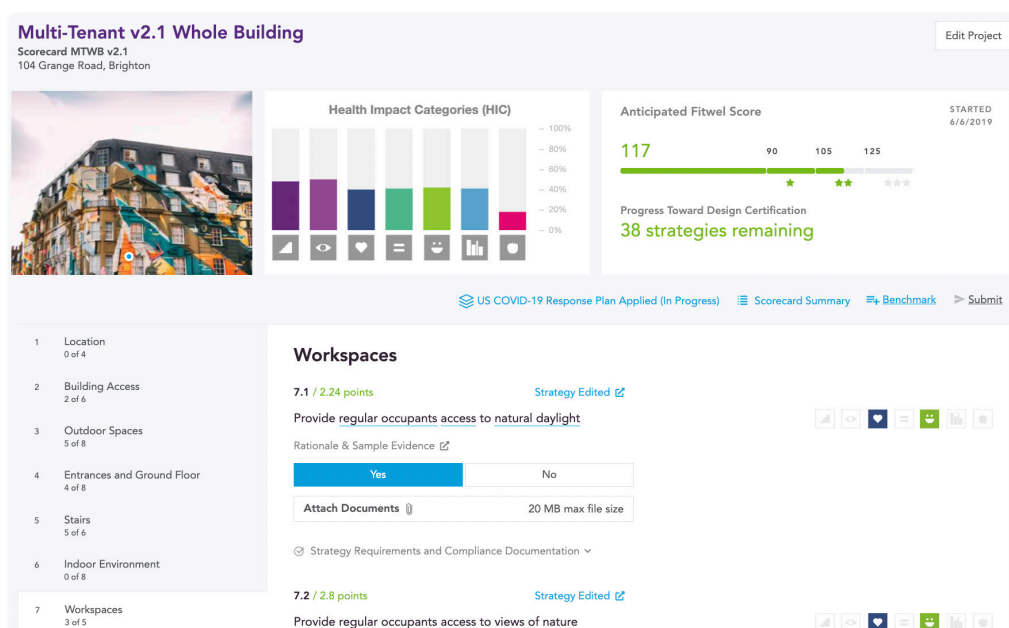 Multi-Tenant v2.1 Whole Building
Scorecard MTWB v2.1
104 Grange Road, Brighton
Edit Project
Health Impact Categories (HIC)
– 100%
– 80%
– 60%
– 40%
– 20%
– 0%
Anticipated Fitwel Score
STARTED
6/6/2019
117
90 105 125
Progress Toward Design Certification
38 strategies remaining
US COVID-19 Response Plan Applied (In Progress) Scorecard Summary Benchmark Submit
1 Location
0 of 4
2 Building Access
2 of 6
3 Outdoor Spaces
5 of 8
4 Entrances and Ground Floor
4 of 8
5 Stairs
5 of 6
6 Indoor Environment
0 of 8
7 Workspaces
3 of 5
Workspaces
7.1 / 2.24 points Strategy Edited
Provide regular occupants access to natural daylight
Rationale & Sample Evidence
Yes No
Attach Documents 20 MB max file size
Strategy Requirements and Compliance Documentation
7.2 / 2.8 points Strategy Edited
Provide regular occupants access to views of nature